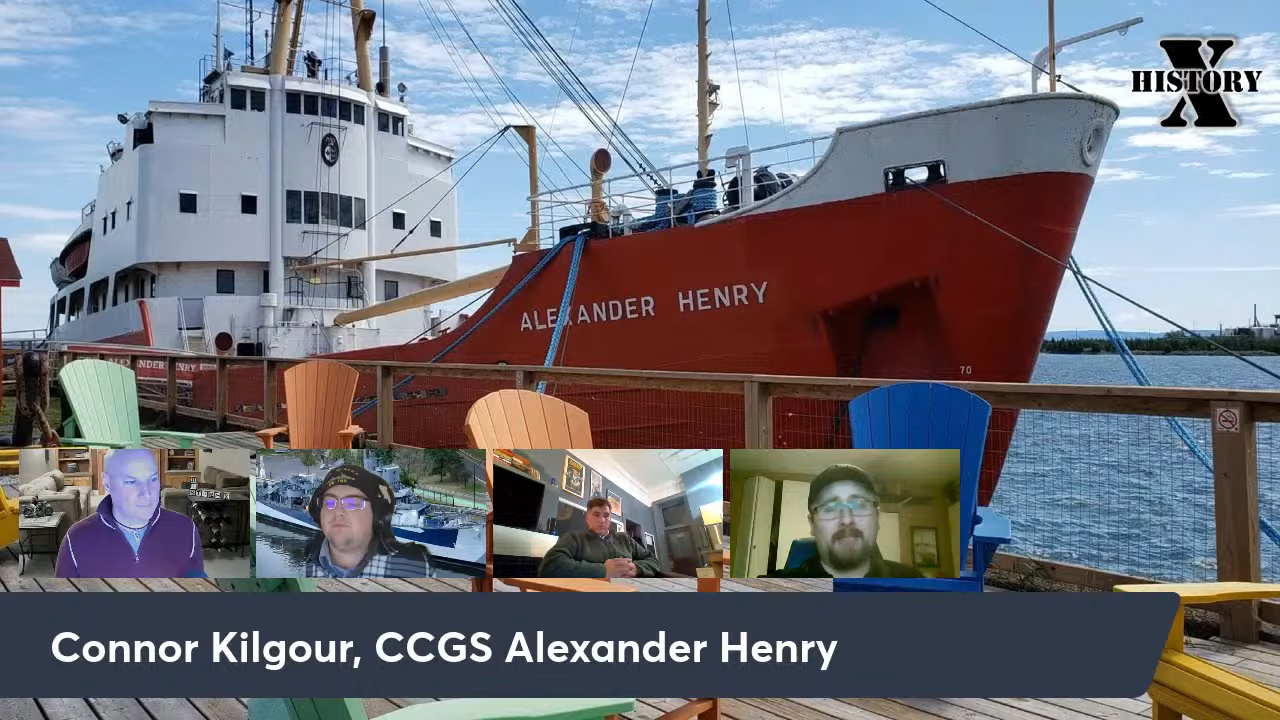 HISTORY
X
ALEXANDER HENRY
70
Connor Kilgour, CCGS Alexander Henry